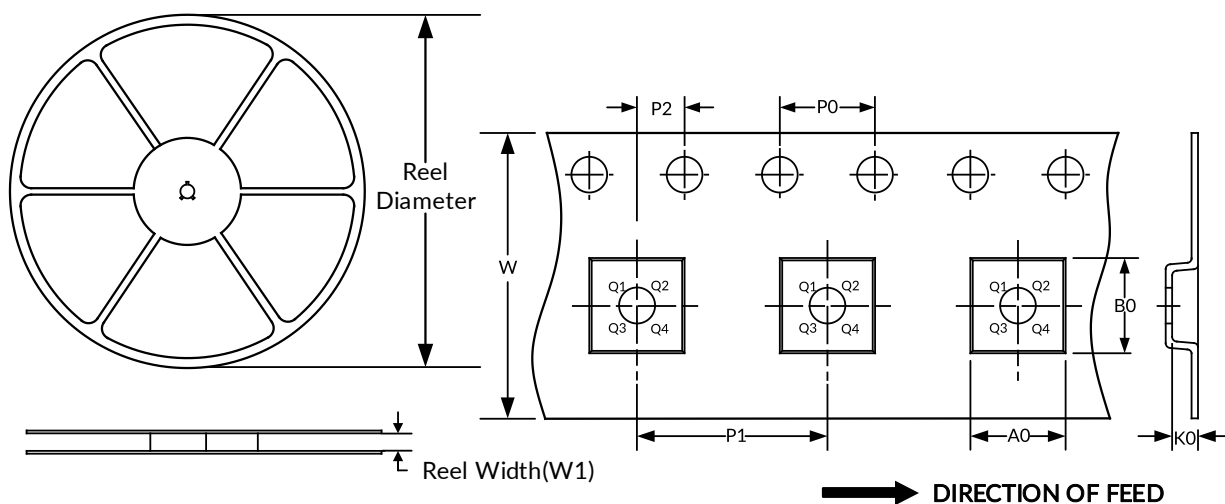 Reel
Diameter
Reel Width(W1)
P2
P0
W
Q1 Q2
Q3 Q4
Q1 Q2
Q3 Q4
Q1 Q2
Q3 Q4
B0
P1
A0
K0
DIRECTION OF FEED